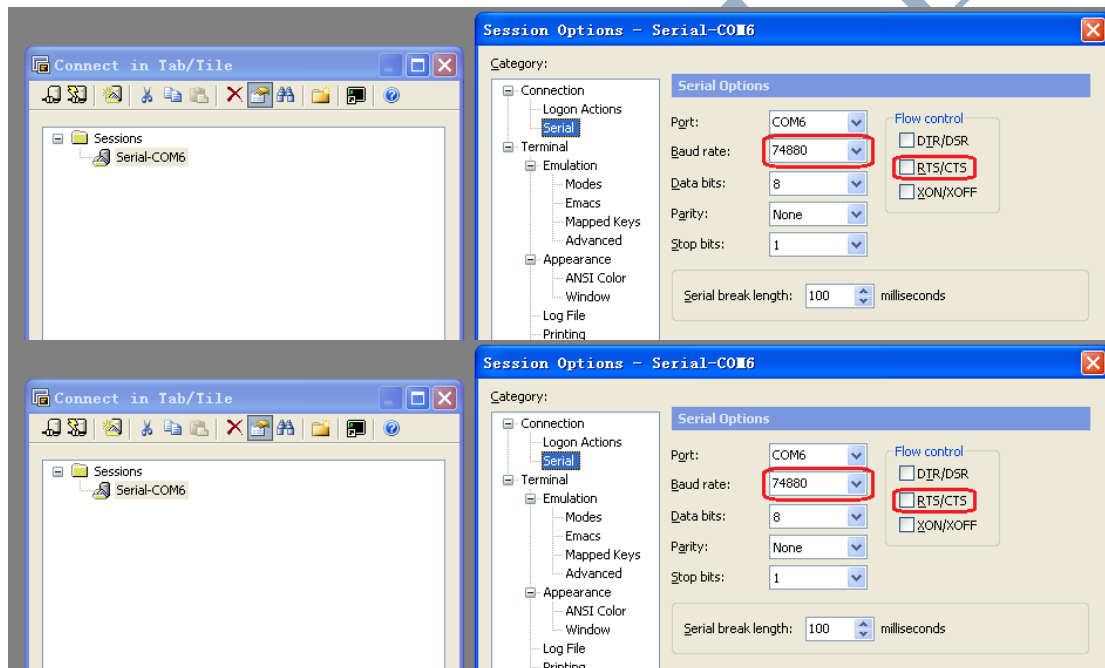 Session Options - Serial-COM6
Connect in Tab/Tile
Category:
Sessions
Serial-COM6
Connection
Logon Actions
Serial
Terminal
Emulation
Modes
Emacs
Mapped Keys
Advanced
Appearance
ANSI Color
Window
Log File
Printing
Serial Options
Port: COM6
Baud rate: 74880
Data bits: 8
Parity: None
Stop bits: 1
Flow control
DTR/DSR
RTS/CTS
XON/XOFF
Serial break length: 100 milliseconds
Session Options - Serial-COM6
Connect in Tab/Tile
Category:
Sessions
Serial-COM6
Connection
Logon Actions
Serial
Terminal
Emulation
Modes
Emacs
Mapped Keys
Advanced
Appearance
ANSI Color
Window
Log File
Printing
Serial Options
Port: COM6
Baud rate: 74880
Data bits: 8
Parity: None
Stop bits: 1
Flow control
DTR/DSR
RTS/CTS
XON/XOFF
Serial break length: 100 milliseconds